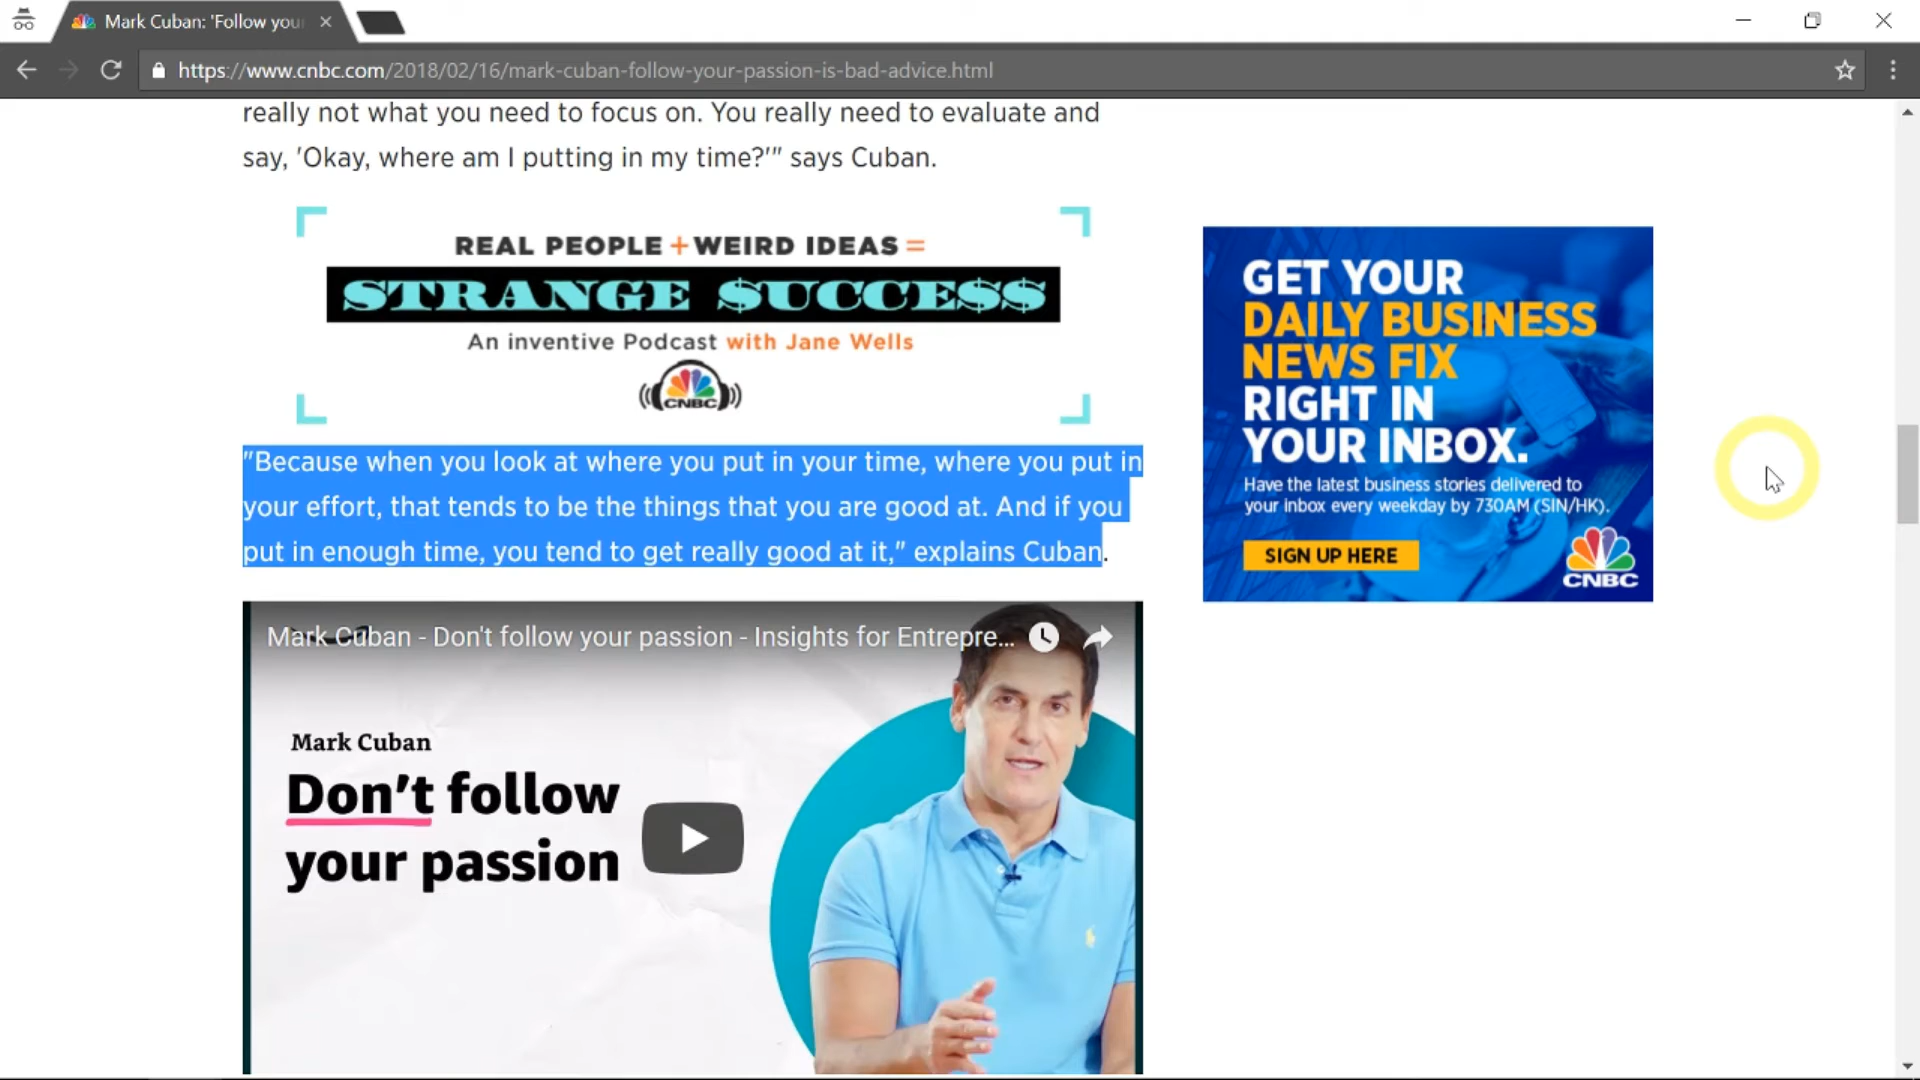 Mark Cuban: 'Follow you
https://www.cnbc.com/2018/02/16/mark-cuban-follow-your-passion-is-bad-advice.html
really not what you need to focus on. You really need to evaluate and
say, 'Okay, where am I putting in my time?'" says Cuban.
REAL PEOPLE + WEIRD IDEAS =
STRANGE $UCCE$$
An inventive Podcast with Jane Wells
CNBC
"Because when you look at where you put in your time, where you put in
your effort, that tends to be the things that you are good at. And if you
put in enough time, you tend to get really good at it," explains Cuban.
GET YOUR
DAILY BUSINESS
NEWS FIX
RIGHT IN
YOUR INBOX.
Have the latest business stories delivered to
your inbox every weekday by 730AM (SIN/HK).
SIGN UP HERE
CNBC
Mark Cuban - Don't follow your passion - Insights for Entrepre...
Mark Cuban
Don't follow
your passion